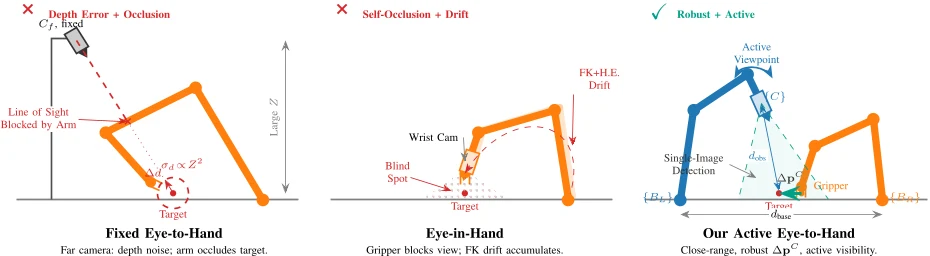 × Depth Error + Occlusion
C_f, fixed
Line of Sight
Blocked by Arm
Large Z
Δd
σ_d ∝ Z²
Target
Fixed Eye-to-Hand
Far camera: depth noise; arm occludes target.
× Self-Occlusion + Drift
FK+H.E.
Drift
Wrist Cam
Blind
Spot
Target
Eye-in-Hand
Gripper blocks view; FK drift accumulates.
✓ Robust + Active
Active
Viewpoint
{C}
Single-Image
Detection
d_obs
Δp^C
Gripper
{B_L}
Target
{B_R}
d_base
Our Active Eye-to-Hand
Close-range, robust Δp^C, active visibility.